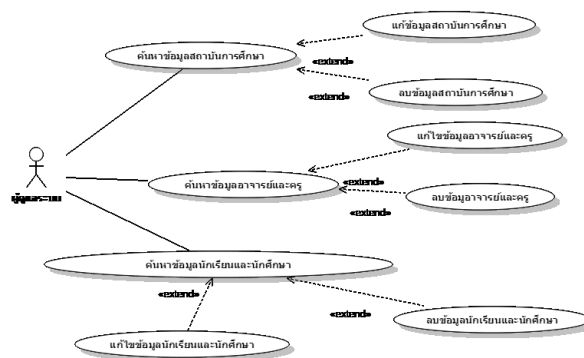 แก้ข้อมูลสถาบันการศึกษา
ค้นหาข้อมูลสถาบันการศึกษา
«extend»
«extend»
ลบข้อมูลสถาบันการศึกษา
แก้ไขข้อมูลอาจารย์และครู
ค้นหาข้อมูลอาจารย์และครู
«extend»
ลบข้อมูลอาจารย์และครู
«extend»
ผู้ดูแลระบบ
ค้นหาข้อมูลนักเรียนและนักศึกษา
«extend»
«extend»
ลบข้อมูลนักเรียนและนักศึกษา
แก้ไขข้อมูลนักเรียนและนักศึกษา